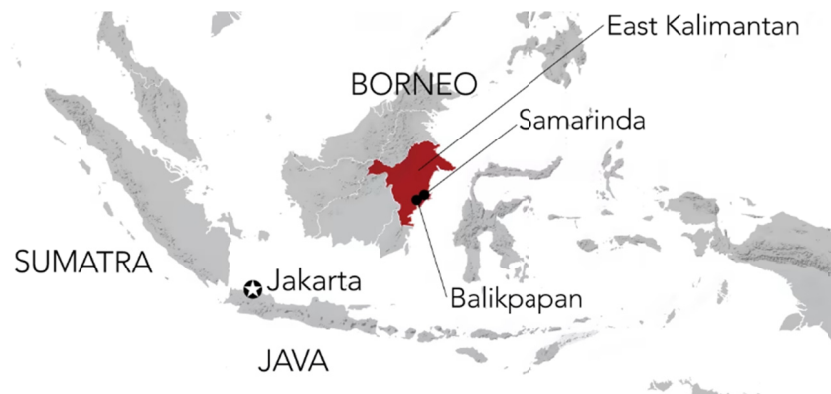 East Kalimantan
BORNEO
Samarinda
SUMATRA
Jakarta
Balikpapan
JAVA